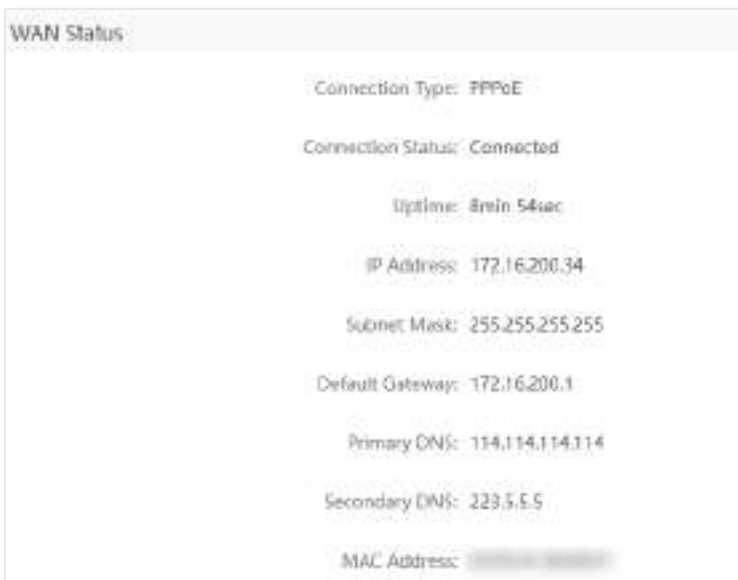 WAN Status
Connection Type: PPPoE
Connection Status: Connected
Uptime: 8min 54sec
IP Address: 172.16.200.34
Subnet Mask: 255.255.255.255
Default Gateway: 172.16.200.1
Primary DNS: 114.114.114.114
Secondary DNS: 223.5.5.5
MAC Address: